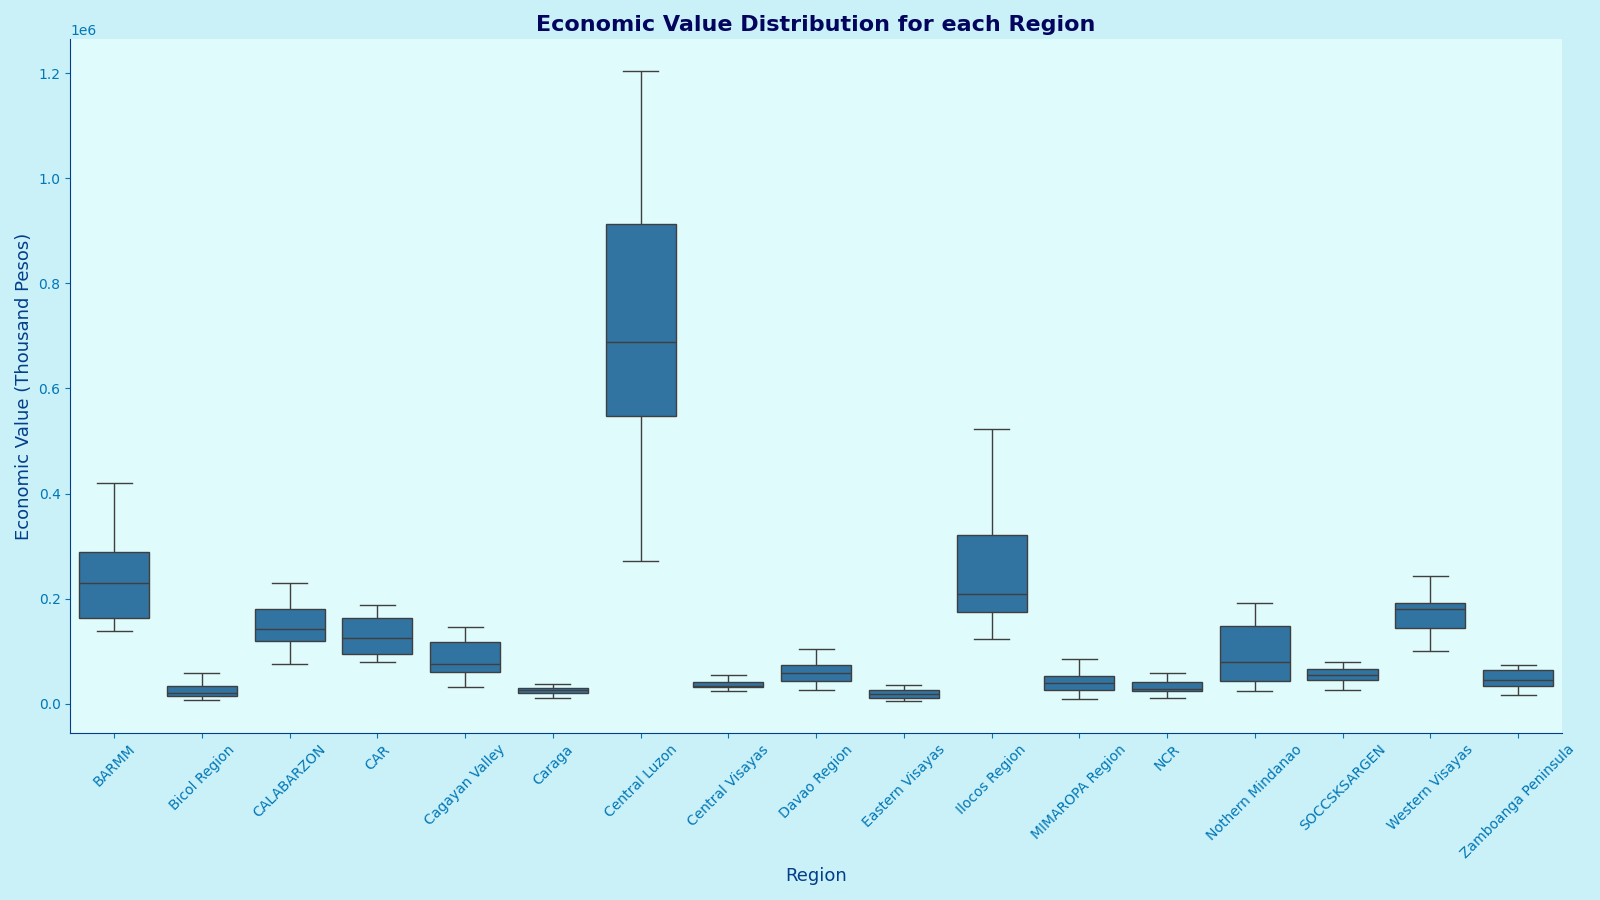 Economic Value Distribution for each Region
1e6
1.2
1.0
0.8
0.6
0.4
0.2
0.0
Economic Value (Thousand Pesos)
BARMM
Bicol Region
CALABARZON
CAR
Cagayan Valley
Caraga
Central Luzon
Central Visayas
Davao Region
Eastern Visayas
Ilocos Region
MIMAROPA Region
NCR
Nothern Mindanao
SOCCSKSARGEN
Western Visayas
Zamboanga Peninsula
Region